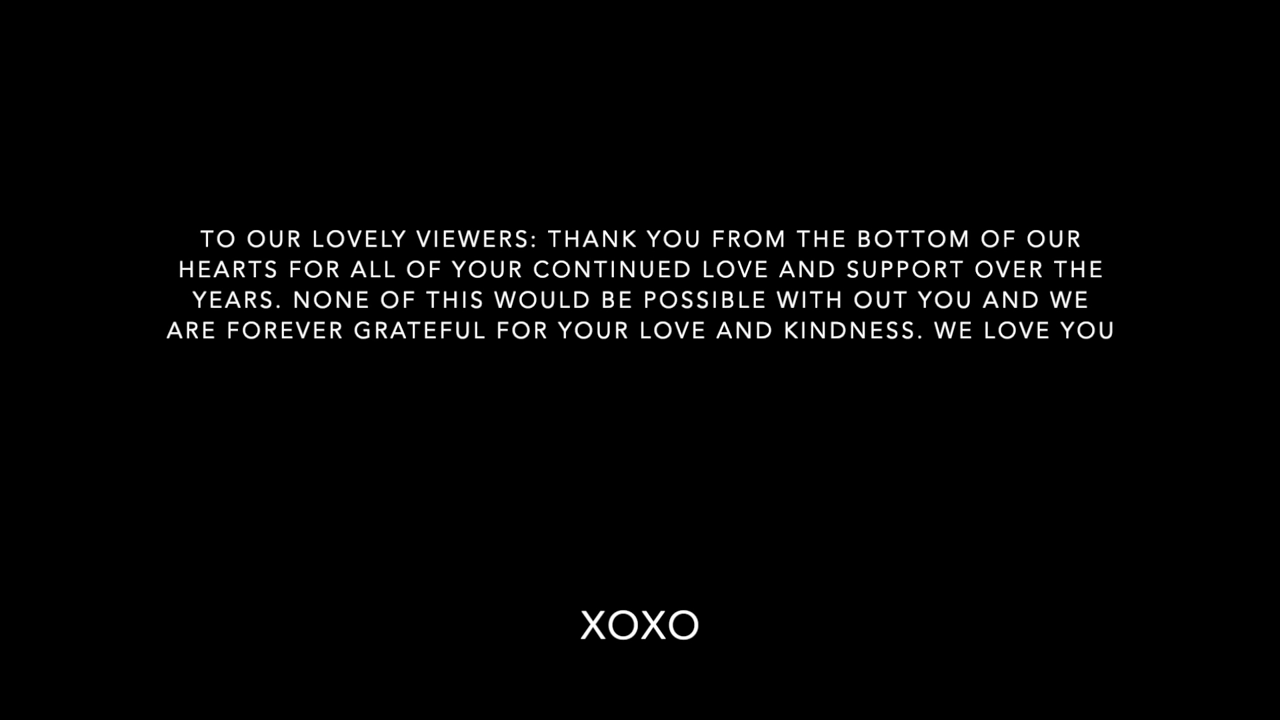 TO OUR LOVELY VIEWERS: THANK YOU FROM THE BOTTOM OF OUR
HEARTS FOR ALL OF YOUR CONTINUED LOVE AND SUPPORT OVER THE
YEARS. NONE OF THIS WOULD BE POSSIBLE WITH OUT YOU AND WE
ARE FOREVER GRATEFUL FOR YOUR LOVE AND KINDNESS. WE LOVE YOU
XOXO